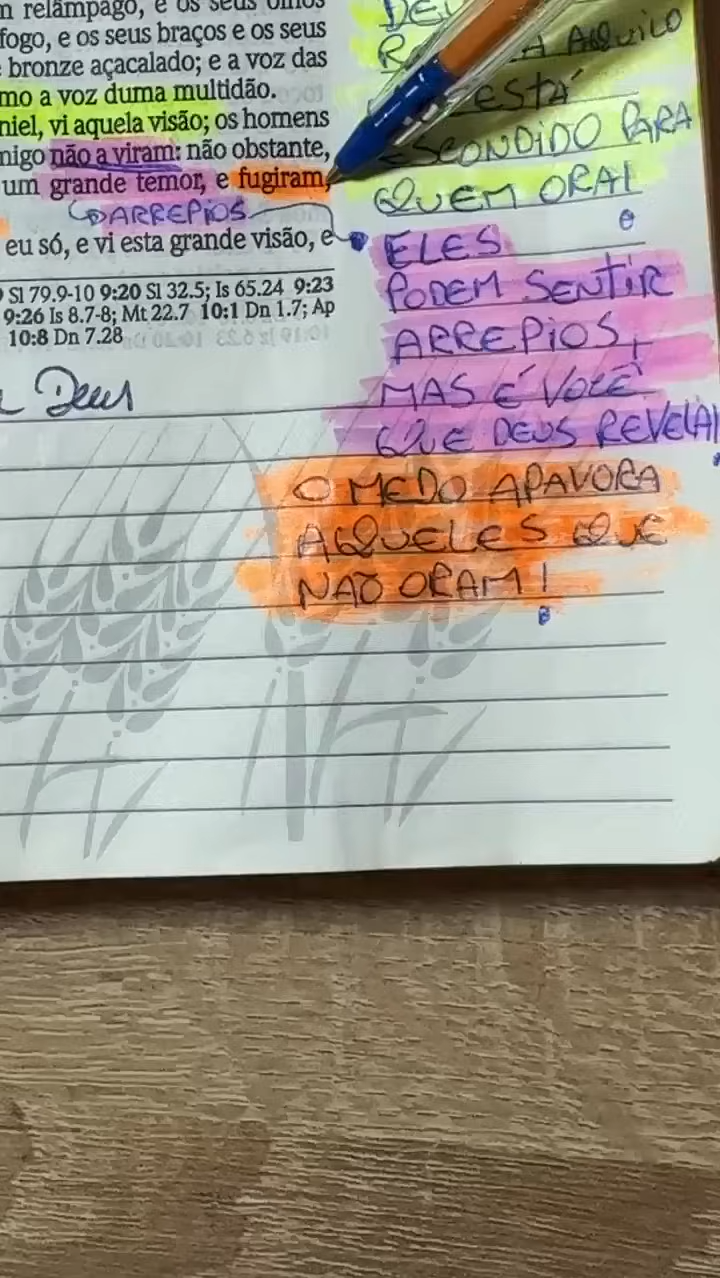 relâmpago, e os seus olhos
fogo, e os seus braços e os seus
bronze açacalado; e a voz das
mo a voz duma multidão.
niel, vi aquela visão; os homens
migo não a viram: não obstante,
um grande temor, e fugiram,
ARREPIOS
eu só, e vi esta grande visão, e
Sl 79.9-10 9:20 Sl 32.5; Is 65.24 9:23
9:26 Is 8.7-8; Mt 22.7 10:1 Dn 1.7; Ap
10:8 Dn 7.28
Deus
AQUILO
ESTÁ
ESCONDIDO PARA
QUEM ORA!
ELES
PODEM SENTIR
ARREPIOS,
MAS É VOCÊ
QUE DEUS REVELA!
O MEDO APAVORA
AQUELES QUE
NÃO ORAM!